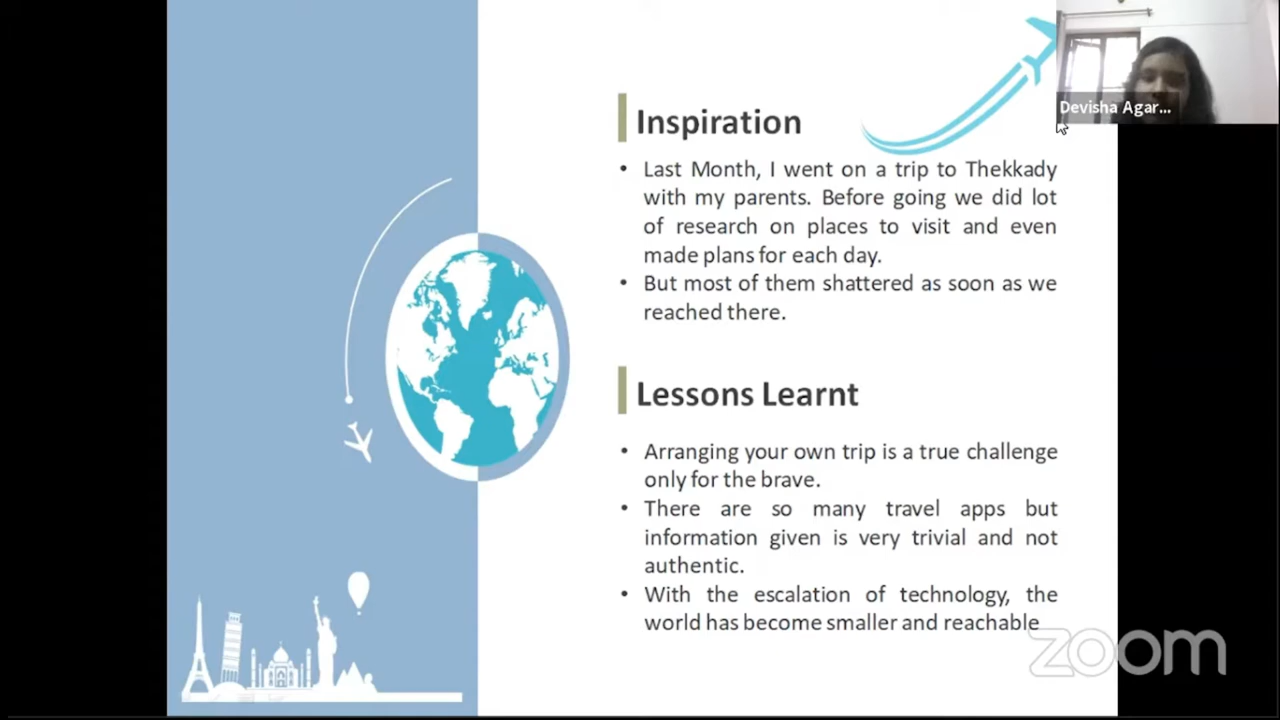 Inspiration
Devisha Agar...
• Last Month, I went on a trip to Thekkady
with my parents. Before going we did lot
of research on places to visit and even
made plans for each day.
• But most of them shattered as soon as we
reached there.
Lessons Learnt
• Arranging your own trip is a true challenge
only for the brave.
• There are so many travel apps but
information given is very trivial and not
authentic.
• With the escalation of technology, the
world has become smaller and reachable
zoom